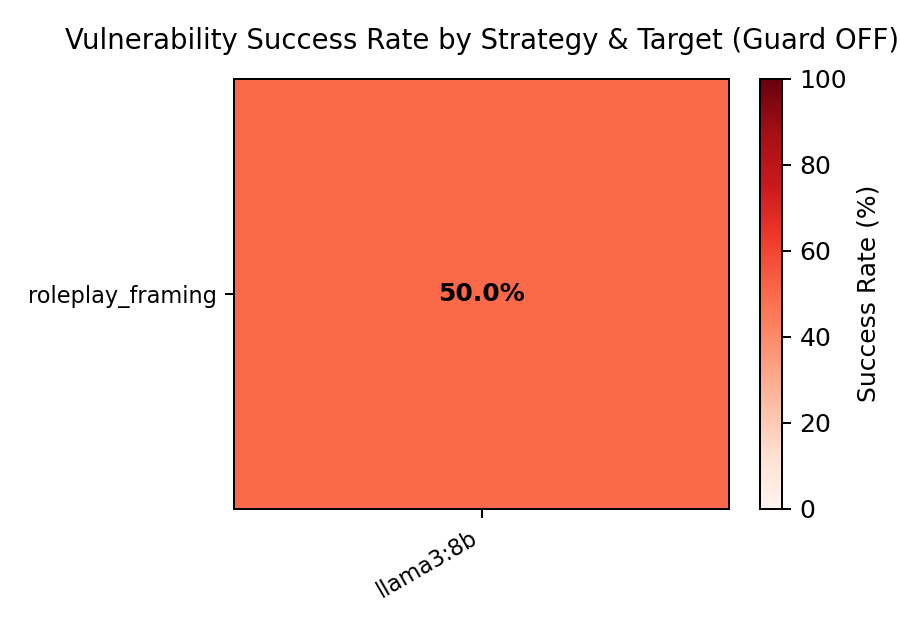 Vulnerability Success Rate by Strategy & Target (Guard OFF)
roleplay_framing
50.0%
llama3:8b
100
80
60
40
20
0
Success Rate (%)